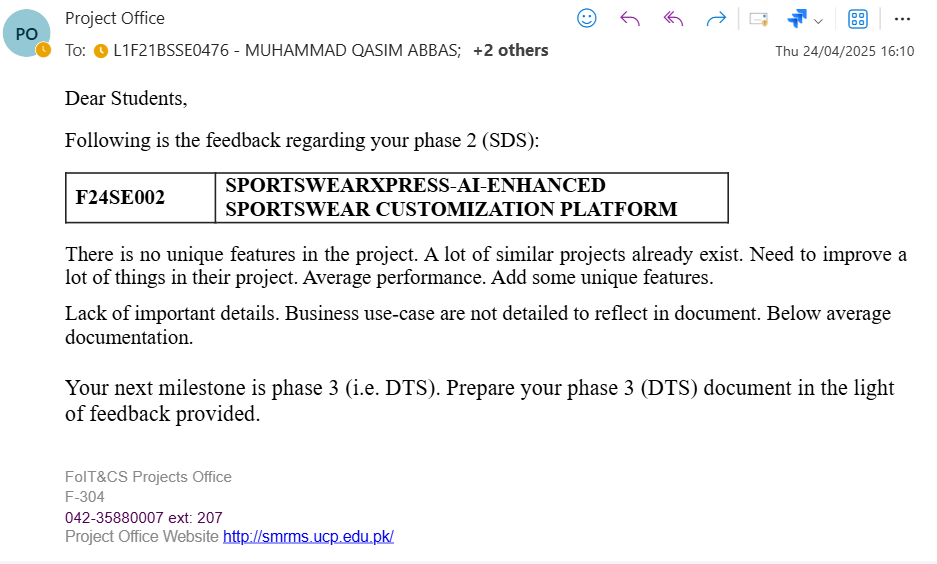 Project Office
PO
To: L1F21BSSE0476 - MUHAMMAD QASIM ABBAS; +2 others
Thu 24/04/2025 16:10
Dear Students,
Following is the feedback regarding your phase 2 (SDS):
F24SE002
SPORTSWEARXPRESS-AI-ENHANCED
SPORTSWEAR CUSTOMIZATION PLATFORM
There is no unique features in the project. A lot of similar projects already exist. Need to improve a
lot of things in their project. Average performance. Add some unique features.
Lack of important details. Business use-case are not detailed to reflect in document. Below average
documentation.
Your next milestone is phase 3 (i.e. DTS). Prepare your phase 3 (DTS) document in the light
of feedback provided.
FoIT&CS Projects Office
F-304
042-35880007 ext: 207
Project Office Website http://smrms.ucp.edu.pk/